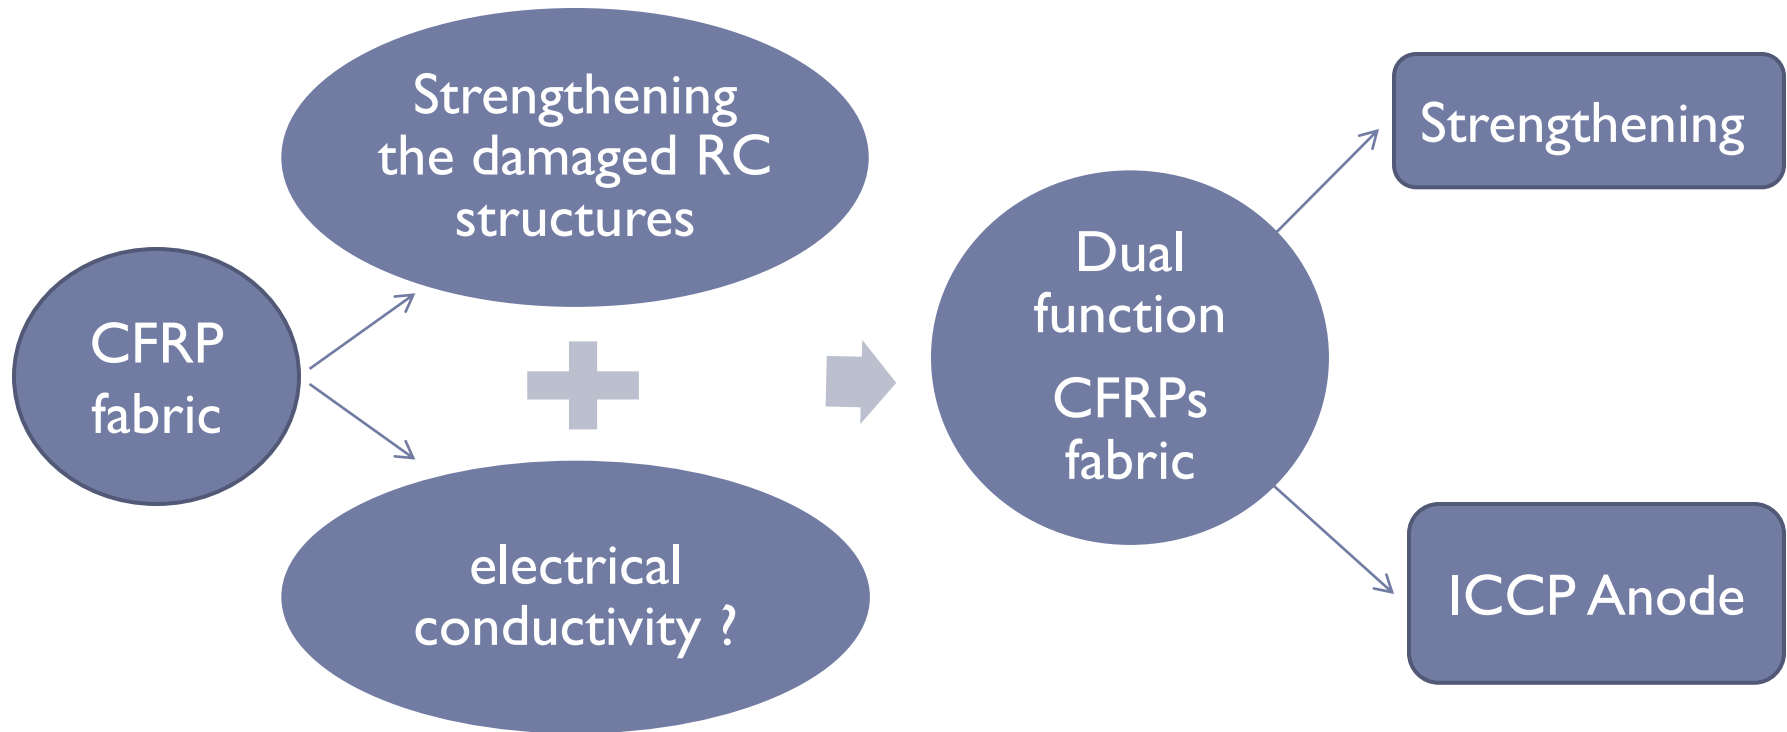 CFRP
fabric
Strengthening
the damaged RC
structures
electrical
conductivity ?
Dual
function
CFRPs
fabric
Strengthening
ICCP Anode